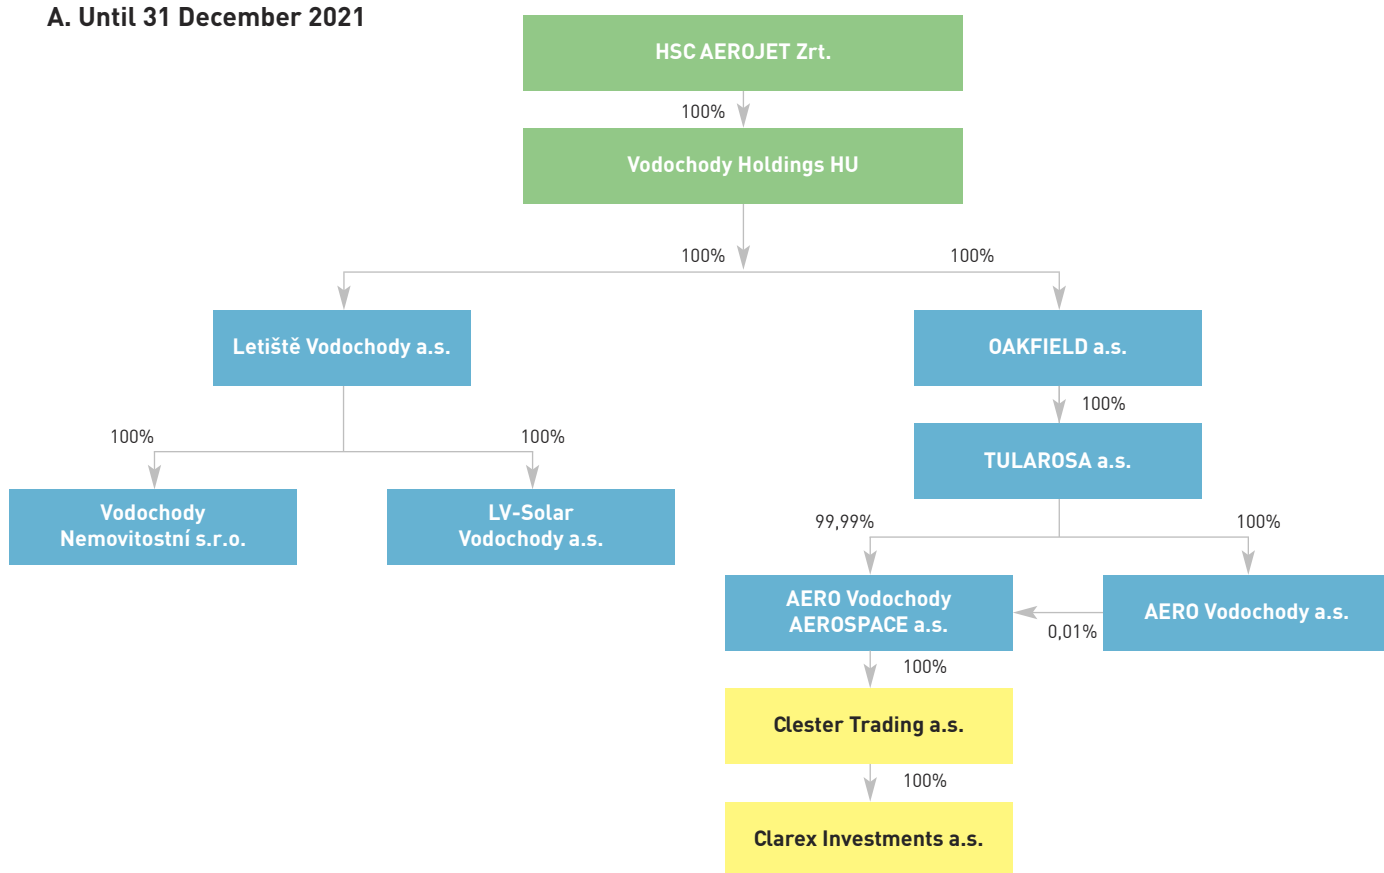 A. Until 31 December 2021
HSC AEROJET Zrt.
100%
Vodochody Holdings HU
100%
100%
Letiště Vodochody a.s.
OAKFIELD a.s.
100%
TULAROSA a.s.
100%
100%
Vodochody
Nemovitostní s.r.o.
LV-Solar
Vodochody a.s.
99,99%
100%
AERO Vodochody
AEROSPACE a.s.
AERO Vodochody a.s.
0,01%
100%
Clester Trading a.s.
100%
Clarex Investments a.s.